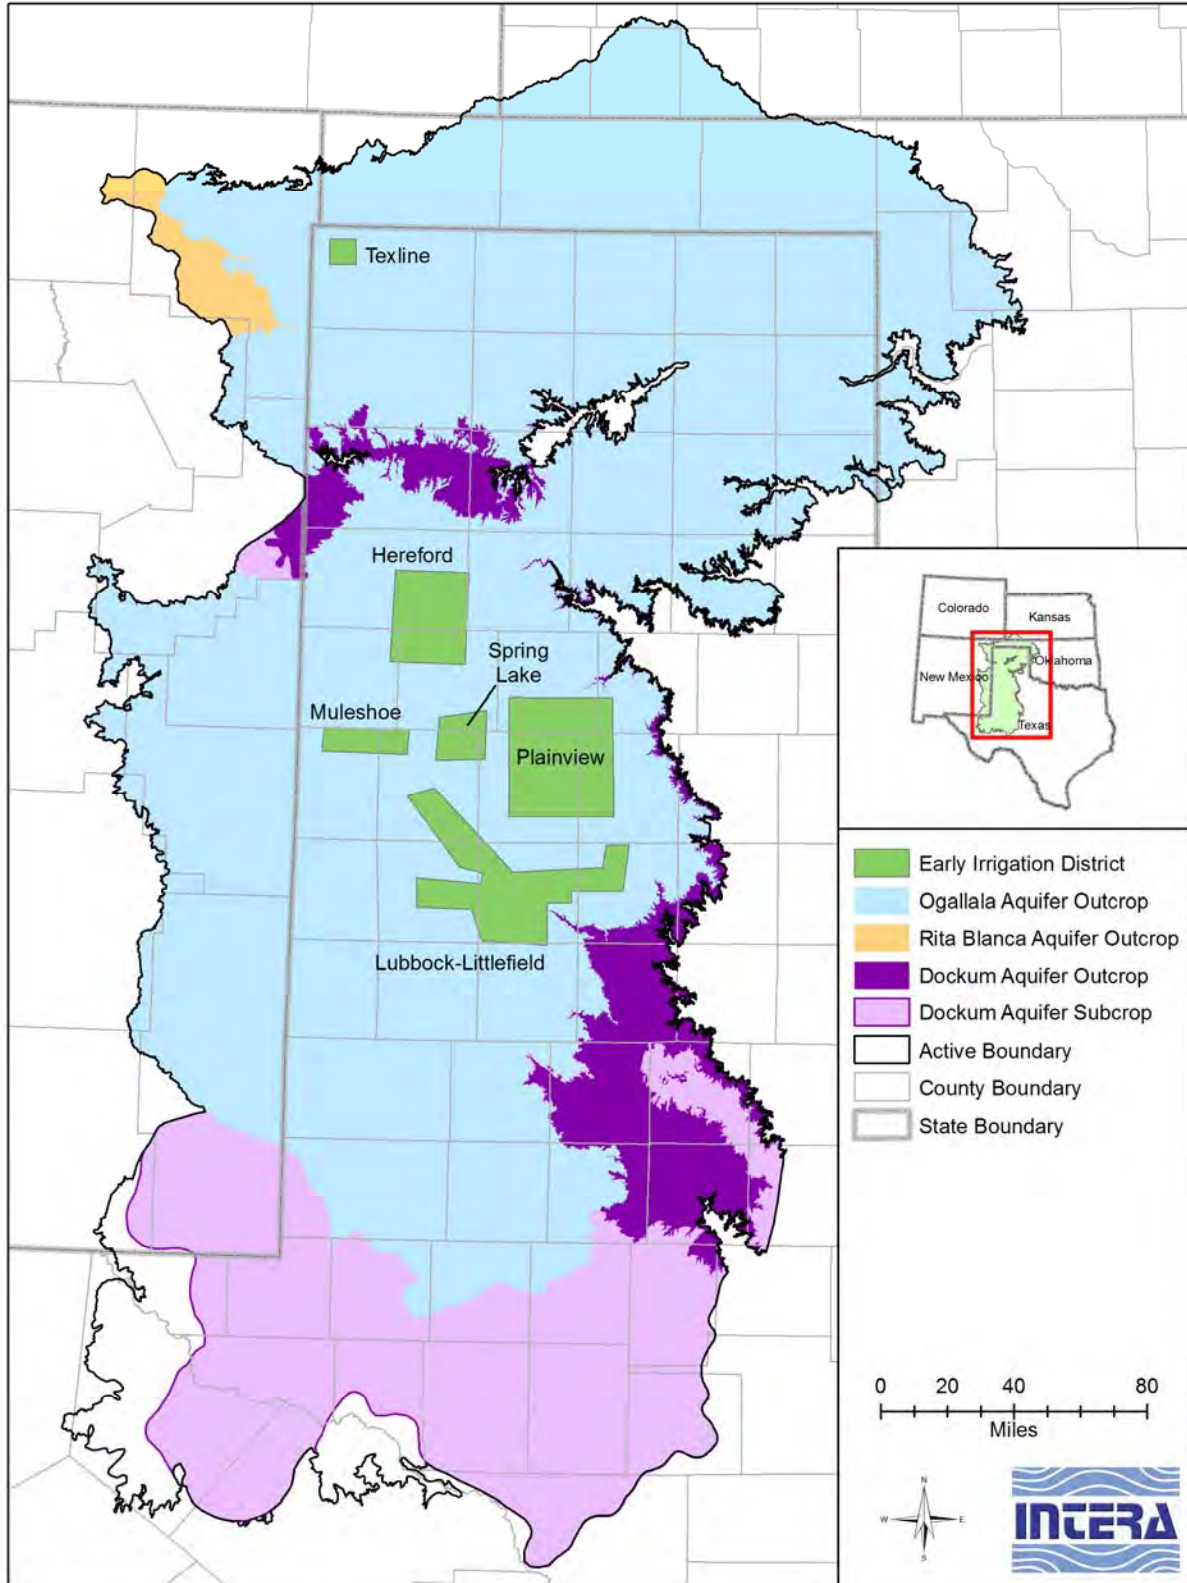 Texline
Hereford
Spring
Lake
Muleshoe
Plainview
Lubbock-Littlefield
Colorado
Kansas
New Mexico
Oklahoma
Texas
Early Irrigation District
Ogallala Aquifer Outcrop
Rita Blanca Aquifer Outcrop
Dockum Aquifer Outcrop
Dockum Aquifer Subcrop
Active Boundary
County Boundary
State Boundary
0 20 40 80
Miles
N
W E
S
INTERA